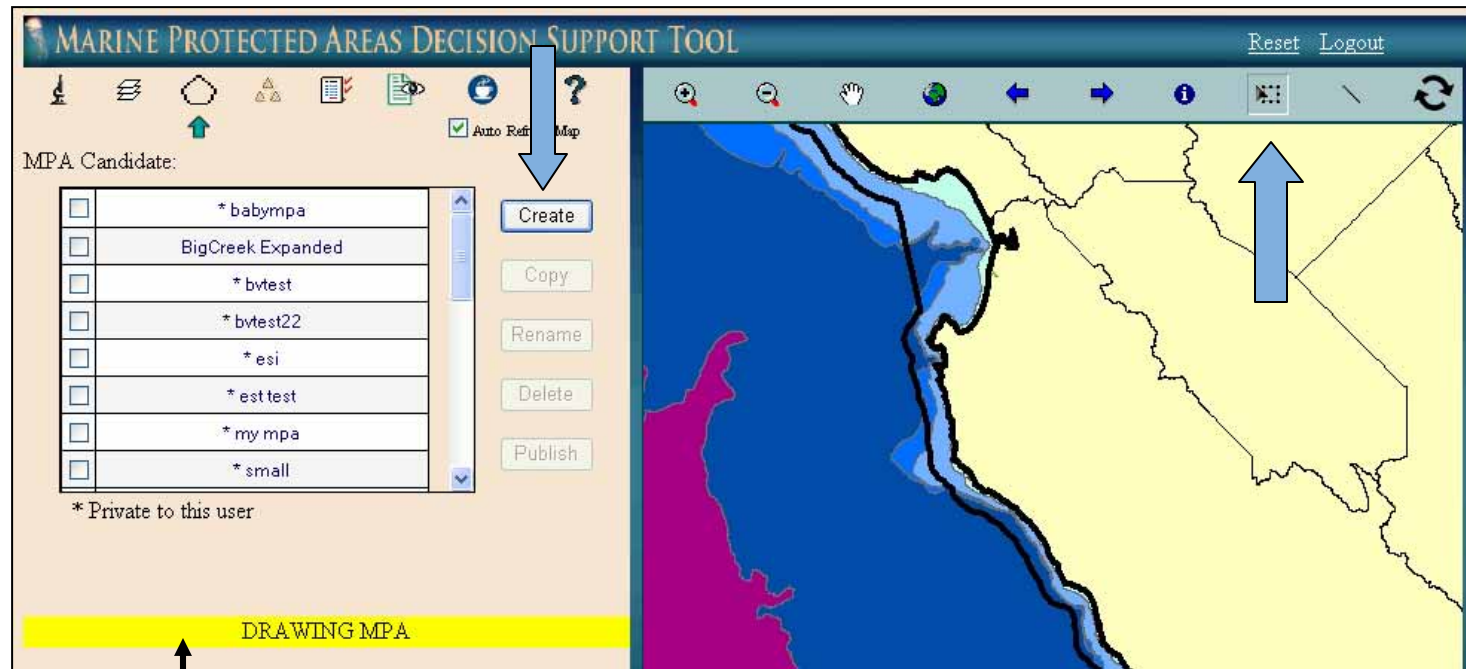 MARINE PROTECTED AREAS DECISION SUPPORT TOOL
Reset Logout
Auto Map
MPA Candidate:
* babympa
BigCreek Expanded
* bvtest
* bvtest22
* esi
* est test
* my mpa
* small
Create
Copy
Rename
Delete
Publish
* Private to this user
DRAWING MPA